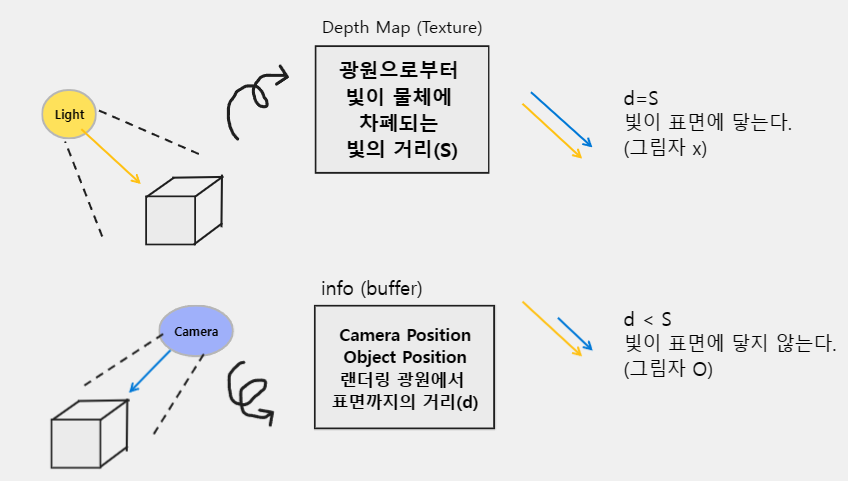 Depth Map (Texture)
Light
광원으로부터
빛이 물체에
차폐되는
빛의 거리(S)
d=S
빛이 표면에 닿는다.
(그림자 x)
info (buffer)
Camera
Camera Position
Object Position
랜더링 광원에서
표면까지의 거리(d)
d < S
빛이 표면에 닿지 않는다.
(그림자 O)